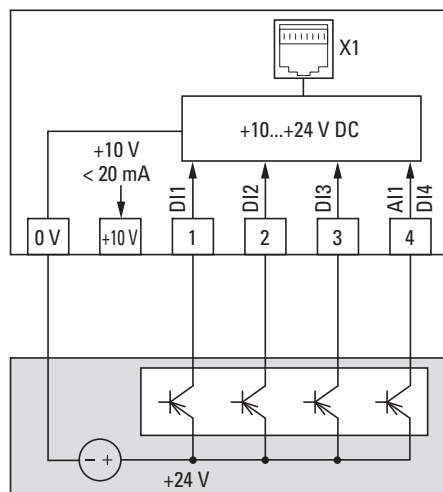 X1
+10...+24 V DC
+10 V
< 20 mA
DI1
DI2
DI3
AI1
DI4
0 V
+10 V
1
2
3
4
− +
+24 V